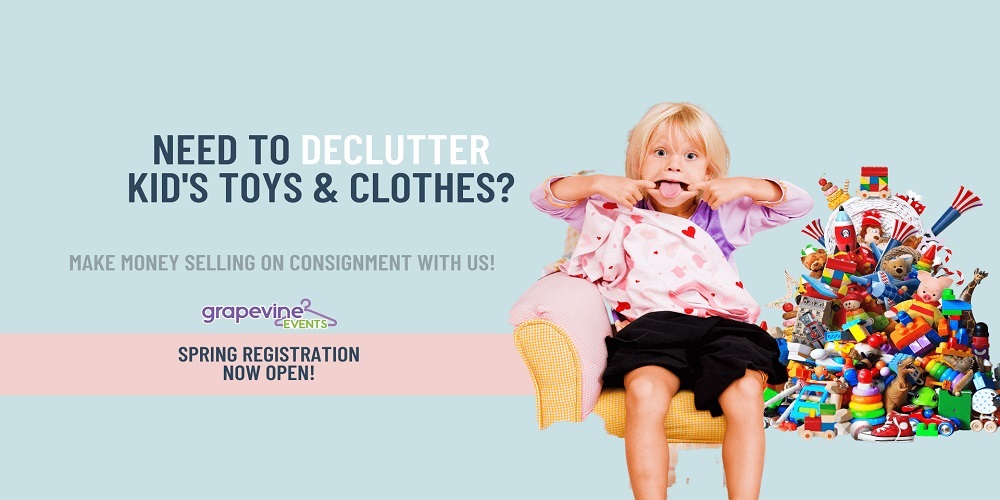 NEED TO DECLUTTER
KID'S TOYS & CLOTHES?
MAKE MONEY SELLING ON CONSIGNMENT WITH US!
grapevine
EVENTS
SPRING REGISTRATION
NOW OPEN!